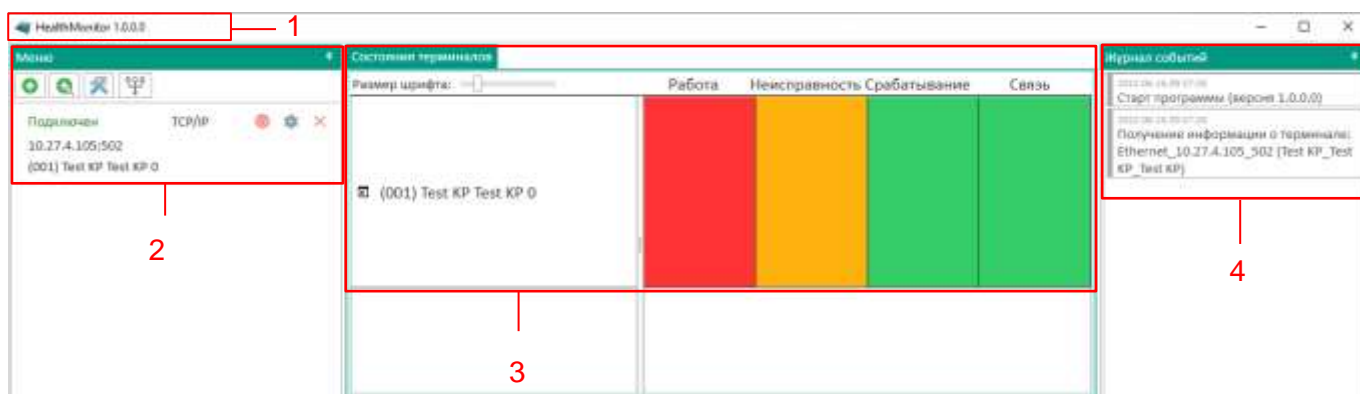 HealthMonitor 1.0.0.0
1
Меню
Состояния терминалов
Журнал событий
Размер шрифта:
Работа
Неисправность
Срабатывание
Связь
Старт программы (версия 1.0.0.0)
Подключен
TCP/IP
10.27.4.105:502
(001) Test KP Test KP 0
Получение информации о терминале:
Ethernet_10.27.4.105_502 (Test KP_Test
KP_Test KP)
(001) Test KP Test KP 0
2
3
4